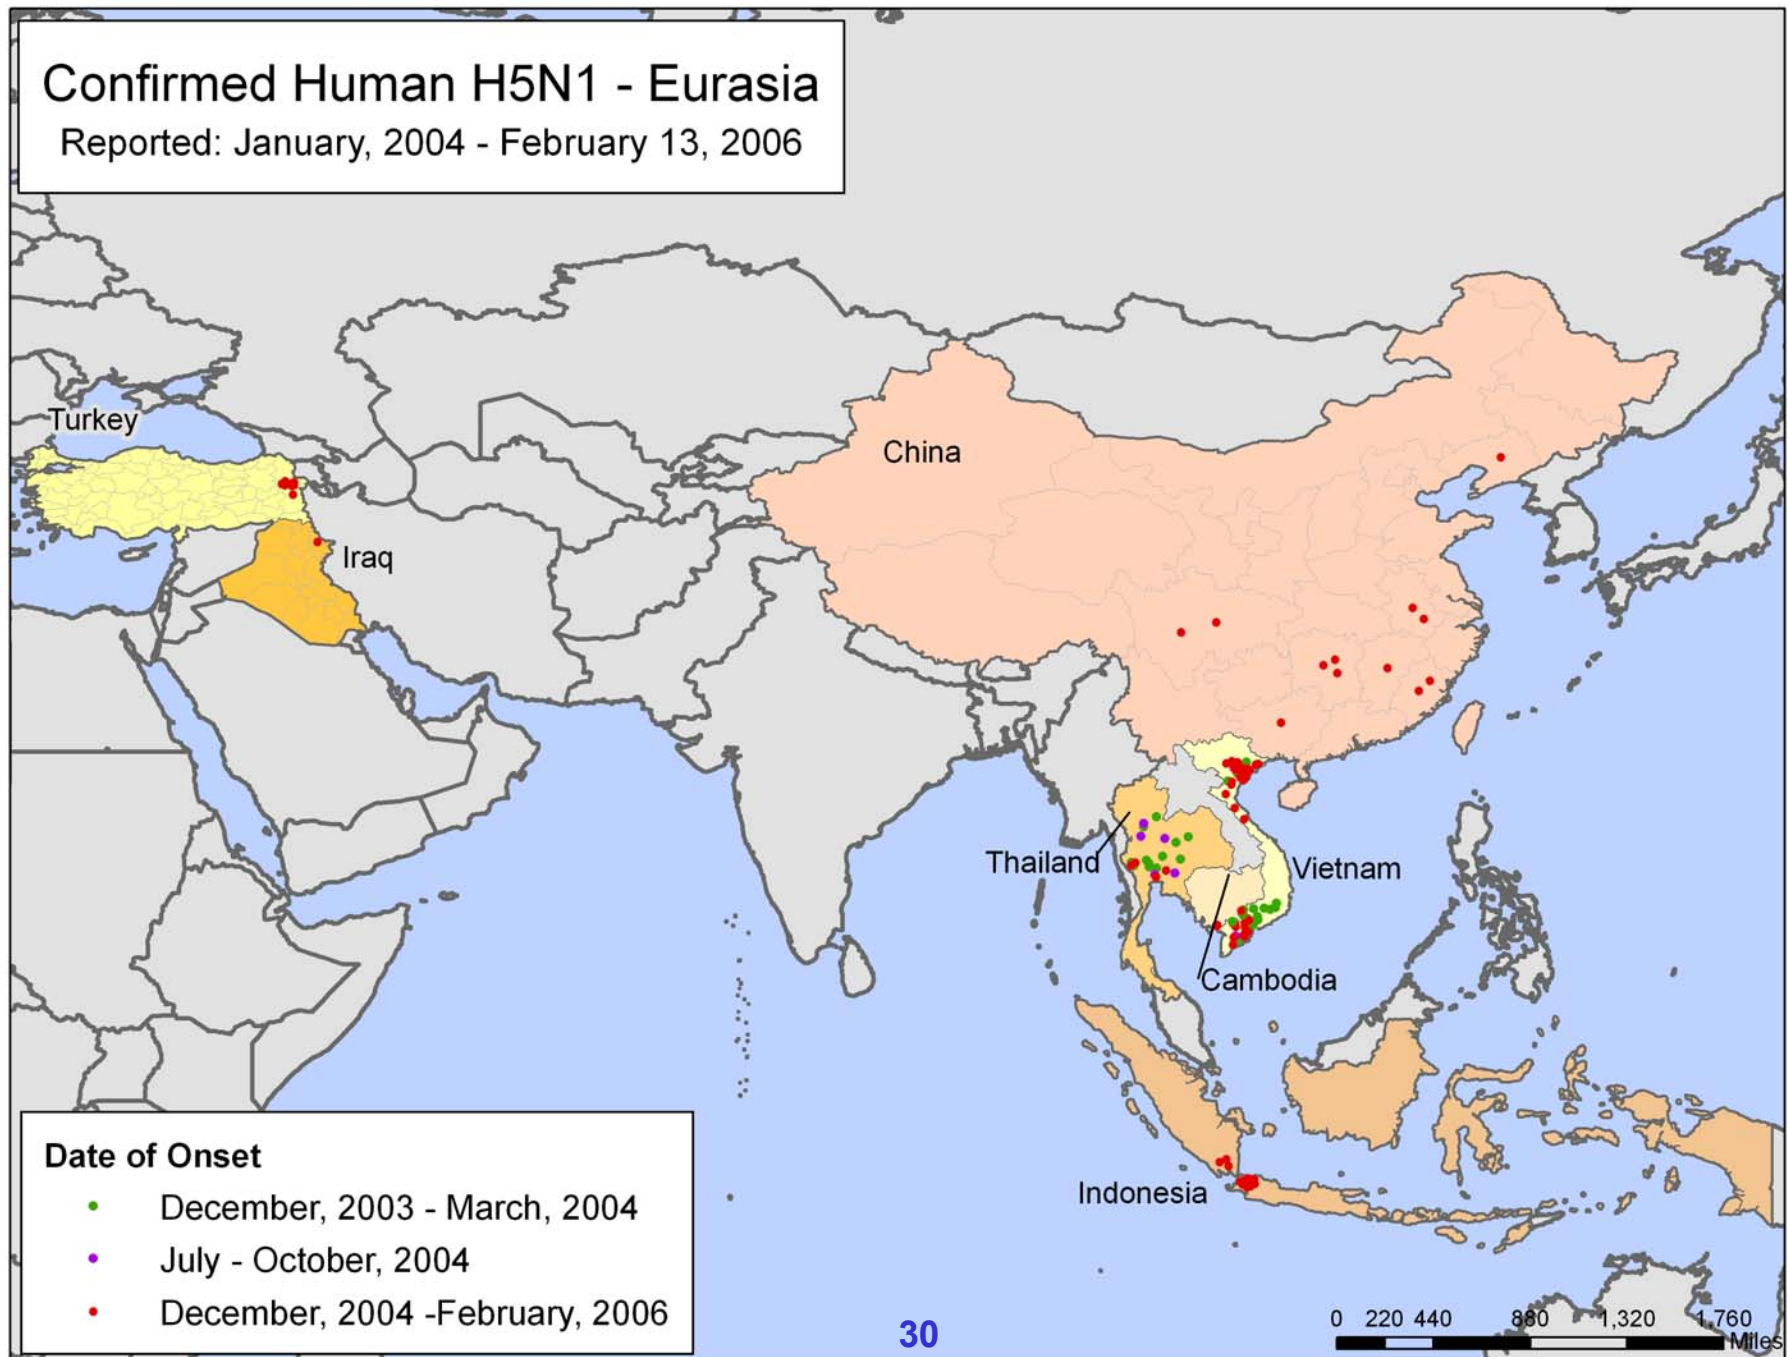 Confirmed Human H5N1 - Eurasia
Reported: January, 2004 - February 13, 2006
Turkey
China
Iraq
Thailand
Vietnam
Cambodia
Indonesia
Date of Onset
December, 2003 - March, 2004
July - October, 2004
December, 2004 -February, 2006
30
0 220 440 880 1,320 1,760
Miles